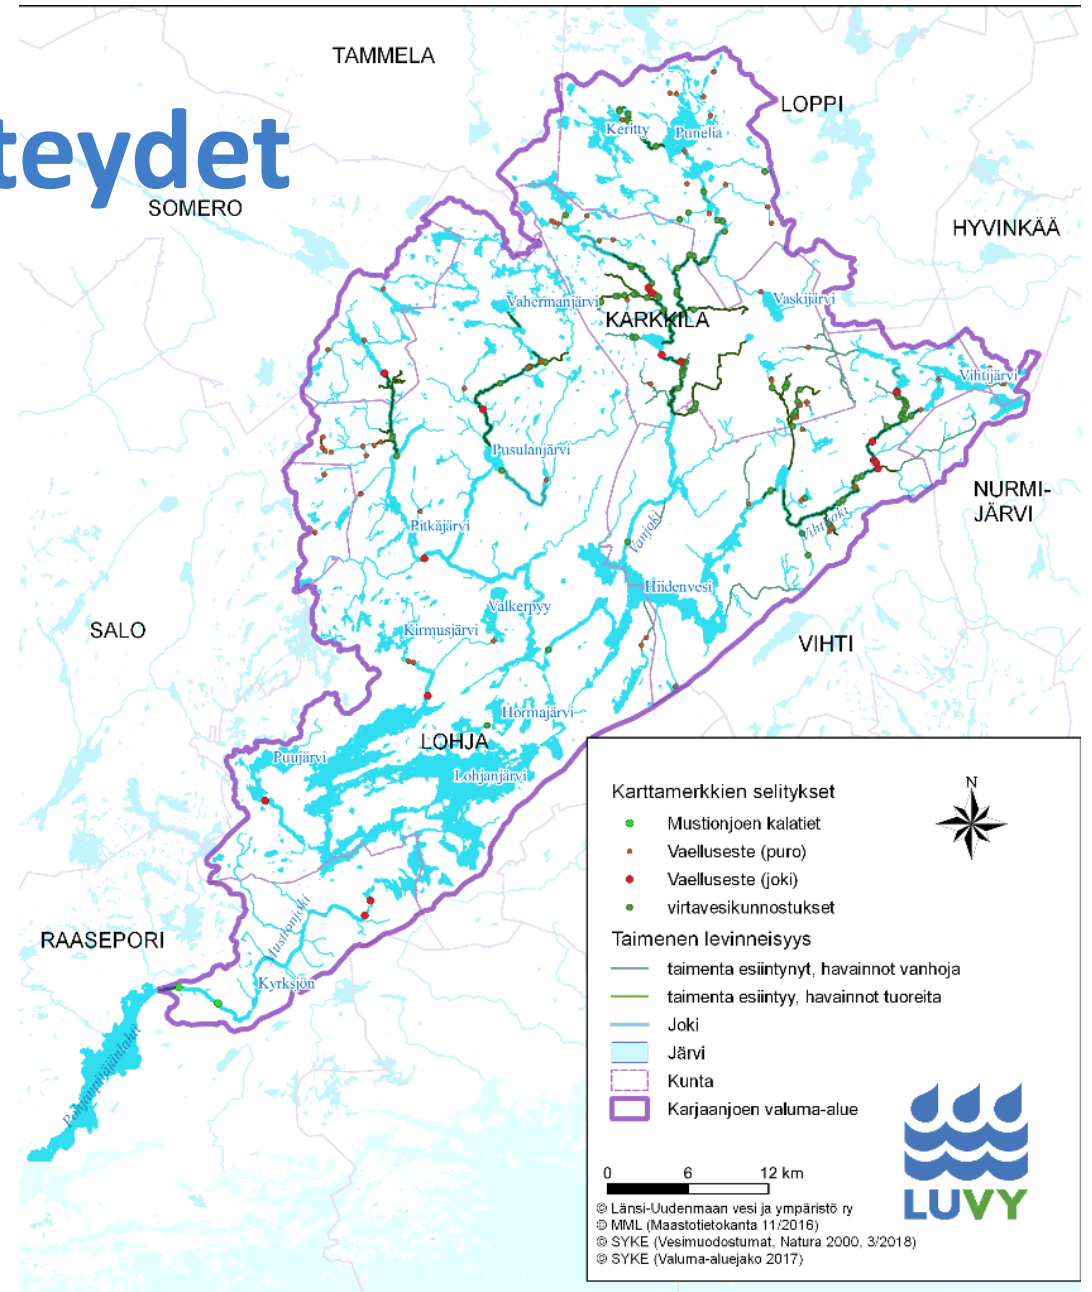 TAMMELA
LOPPI
teydet
Keritty
Punelia
SOMERO
HYVINKÄÄ
Vahermanjärvi
Vaskijärvi
KARKKILA
Vihtijärvi
Pusulanjärvi
NURMI-
JÄRVI
Pitkäjärvi
Vanjoki
Vihtijoki
Hiidenvesi
Valkerpyy
SALO
Kirmusjärvi
VIHTI
Hormajärvi
LOHJA
Puujärvi
Lohjanjärvi
Mustionjoki
RAASEPORI
Kyrksjön
Pohjanpitäjänlahti
Karttamerkkien selitykset
N
Mustionjoen kalatiet
Vaelluseste (puro)
Vaelluseste (joki)
virtavesikunnostukset
Taimenen levinneisyys
taimenta esiintynyt, havainnot vanhoja
taimenta esiintyy, havainnot tuoreita
Joki
Järvi
Kunta
Karjaanjoen valuma-alue
0 6 12 km
LUVY
© Länsi-Uudenmaan vesi ja ympäristö ry
© MML (Maastotietokanta 11/2016)
© SYKE (Vesimuodostumat, Natura 2000, 3/2018)
© SYKE (Valuma-aluejako 2017)